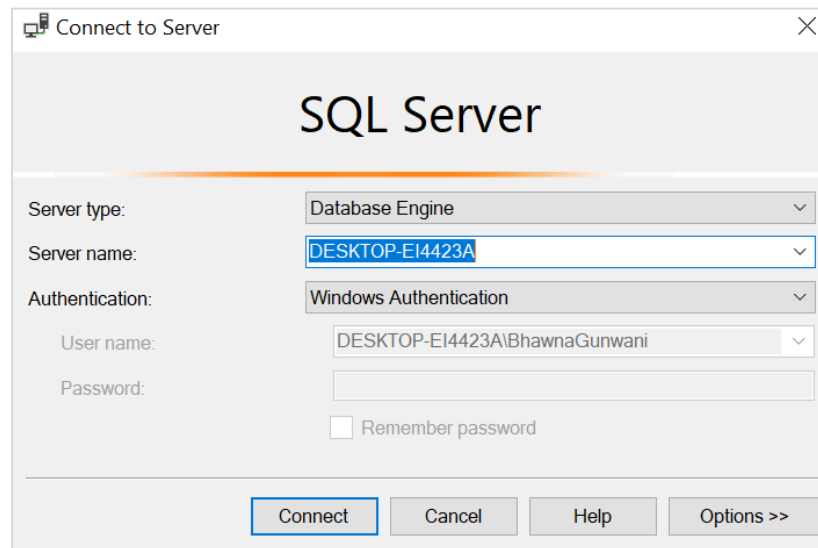 Connect to Server
SQL Server
Server type: Database Engine
Server name: DESKTOP-EI4423A
Authentication: Windows Authentication
User name: DESKTOP-EI4423A\BhawnaGunwani
Password:
Remember password
Connect Cancel Help Options >>